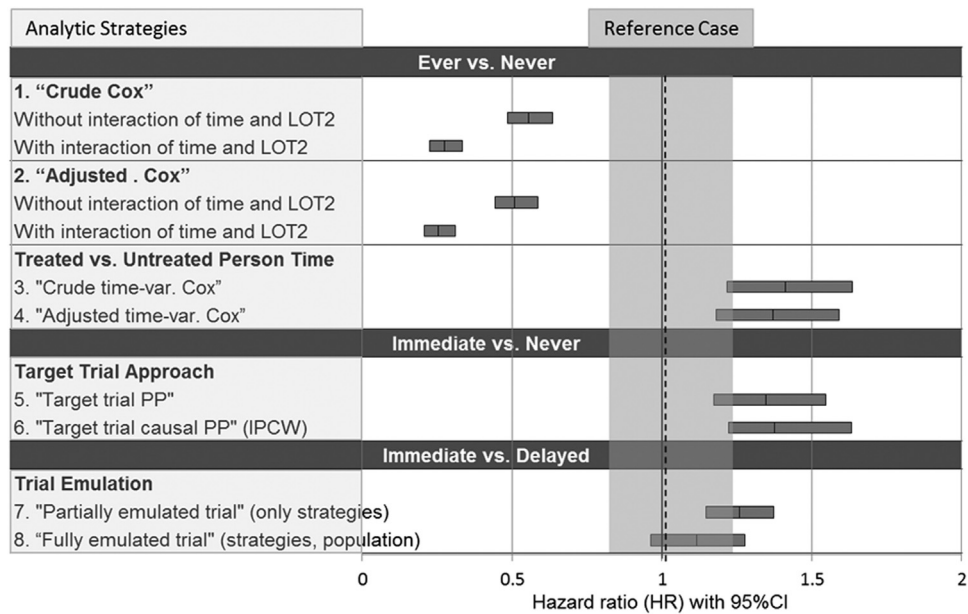 Analytic Strategies
Reference Case
Ever vs. Never
1. “Crude Cox”
Without interaction of time and LOT2
With interaction of time and LOT2
2. “Adjusted . Cox”
Without interaction of time and LOT2
With interaction of time and LOT2
Treated vs. Untreated Person Time
3. "Crude time-var. Cox”
4. "Adjusted time-var. Cox”
Immediate vs. Never
Target Trial Approach
5. "Target trial PP"
6. "Target trial causal PP" (IPCW)
Immediate vs. Delayed
Trial Emulation
7. "Partially emulated trial" (only strategies)
8. “Fully emulated trial" (strategies, population)
0 0.5 1 1.5 2
Hazard ratio (HR) with 95%CI